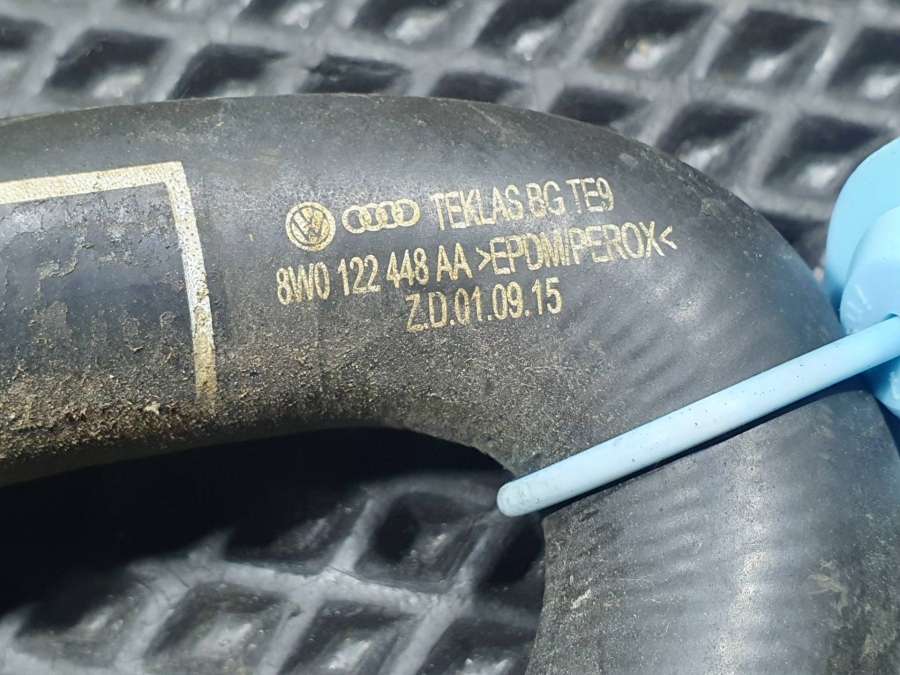 TEKLAS BG TE9
8W0 122 448 AA >EPDM/PEROX<
Z.D.01.09.15